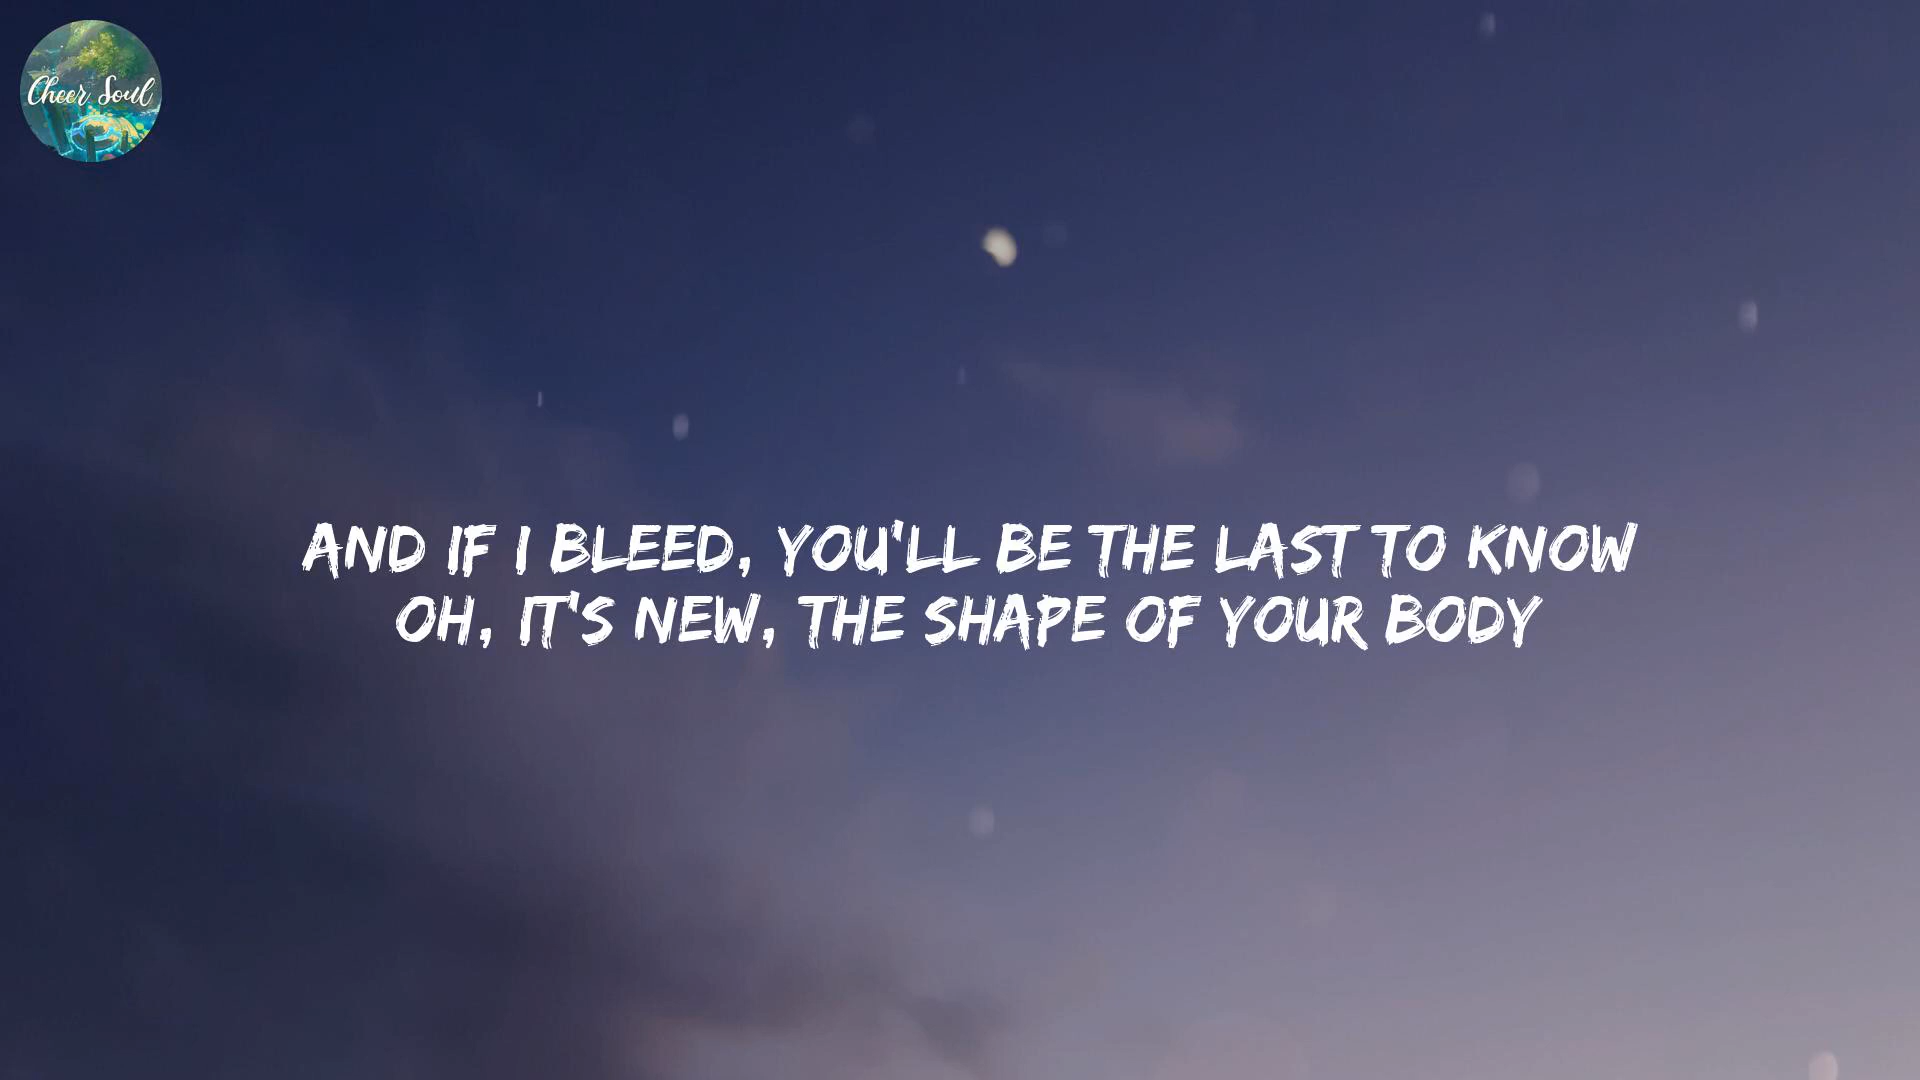 Cheer Soul
AND IF I BLEED, YOU'LL BE THE LAST TO KNOW
OH, IT'S NEW, THE SHAPE OF YOUR BODY